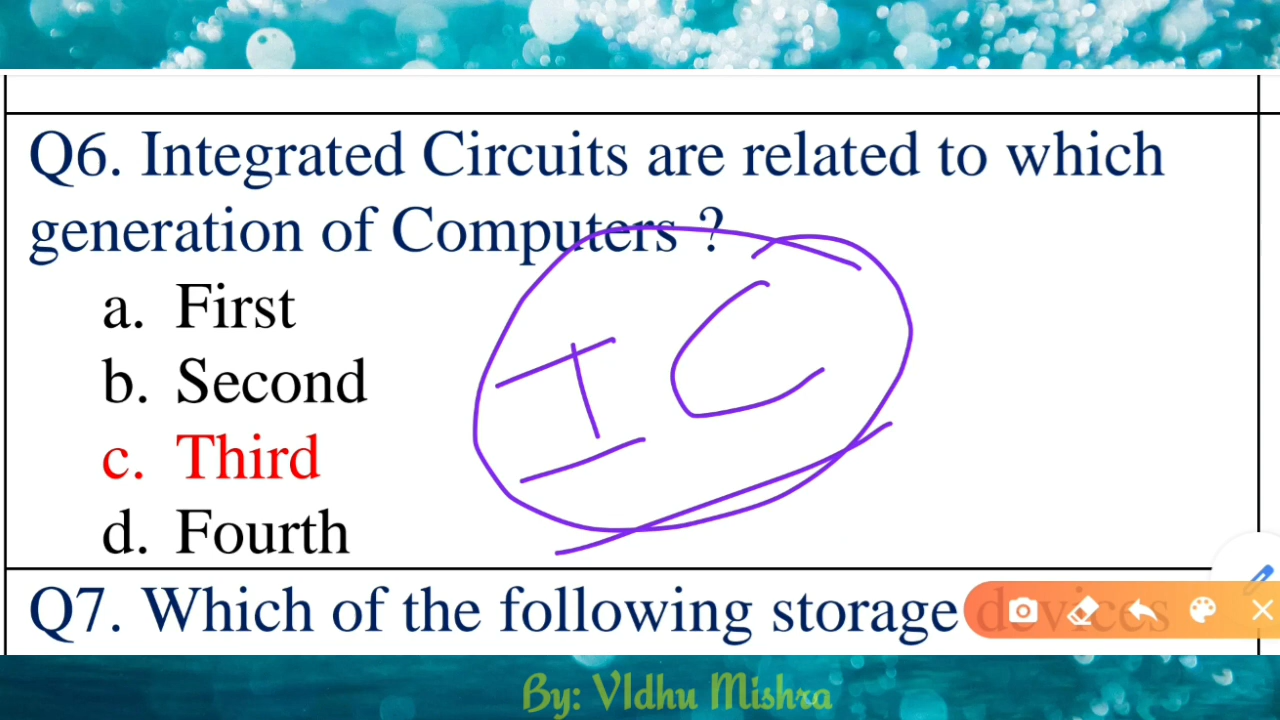 Q6. Integrated Circuits are related to which
generation of Computers ?
a. First
b. Second
c. Third
d. Fourth
IC
Q7. Which of the following storage devices
By: VIdhu Mishra